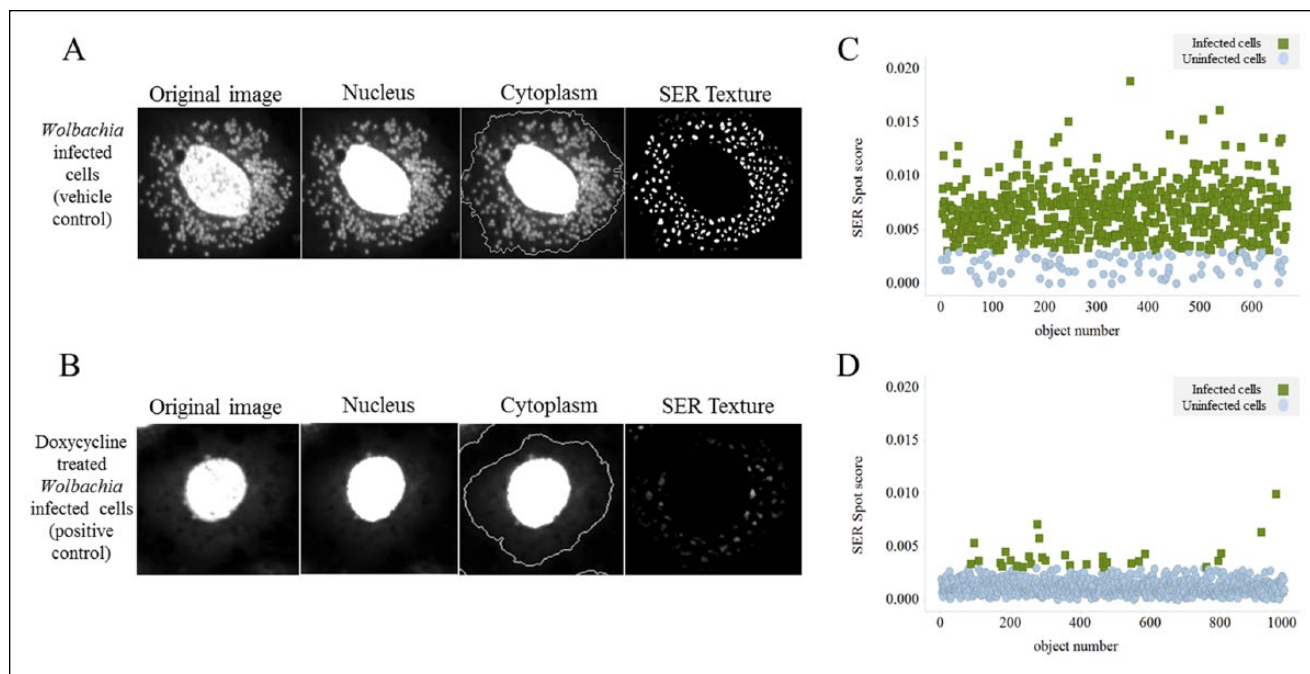 A
Original image Nucleus Cytoplasm SER Texture
Wolbachia
infected
cells
(vehicle
control)
B
Original image Nucleus Cytoplasm SER Texture
Doxycycline
treated
Wolbachia
infected cells
(positive
control)
C
Infected cells
Uninfected cells
0.020
0.015
0.010
0.005
0.000
SER Spot score
0 100 200 300 400 500 600
object number
D
Infected cells
Uninfected cells
0.020
0.015
0.010
0.005
0.000
SER Spot score
0 200 400 600 800 1000
object number